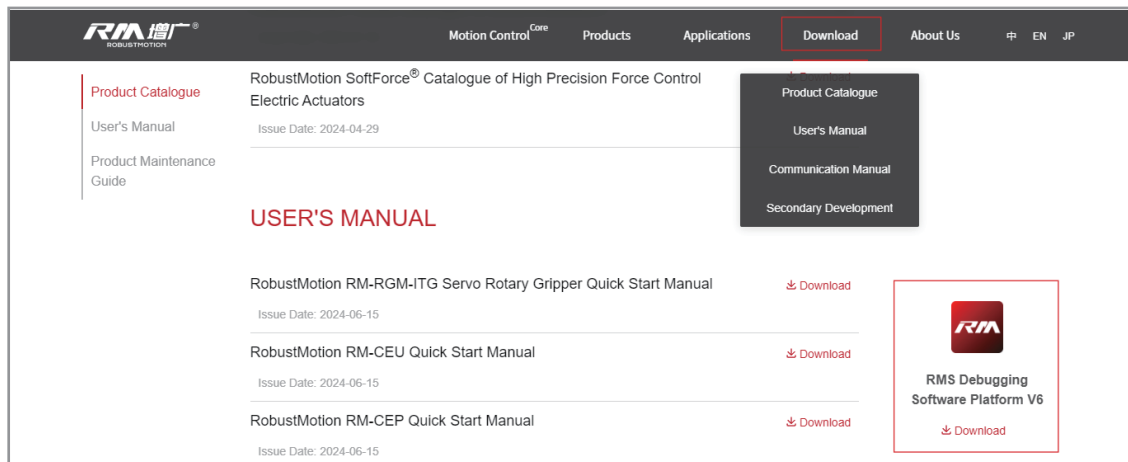 RM 增广®
ROBUSTMOTION
Motion Control Core
Products
Applications
Download
About Us
中 EN JP
Product Catalogue
User's Manual
Product Maintenance
Guide
RobustMotion SoftForce® Catalogue of High Precision Force Control
Electric Actuators
Issue Date: 2024-04-29
Download
Product Catalogue
User's Manual
Communication Manual
Secondary Development
USER'S MANUAL
RobustMotion RM-RGM-ITG Servo Rotary Gripper Quick Start Manual
Download
Issue Date: 2024-06-15
RobustMotion RM-CEU Quick Start Manual
Download
Issue Date: 2024-06-15
RobustMotion RM-CEP Quick Start Manual
Download
Issue Date: 2024-06-15
RM
RMS Debugging
Software Platform V6
Download